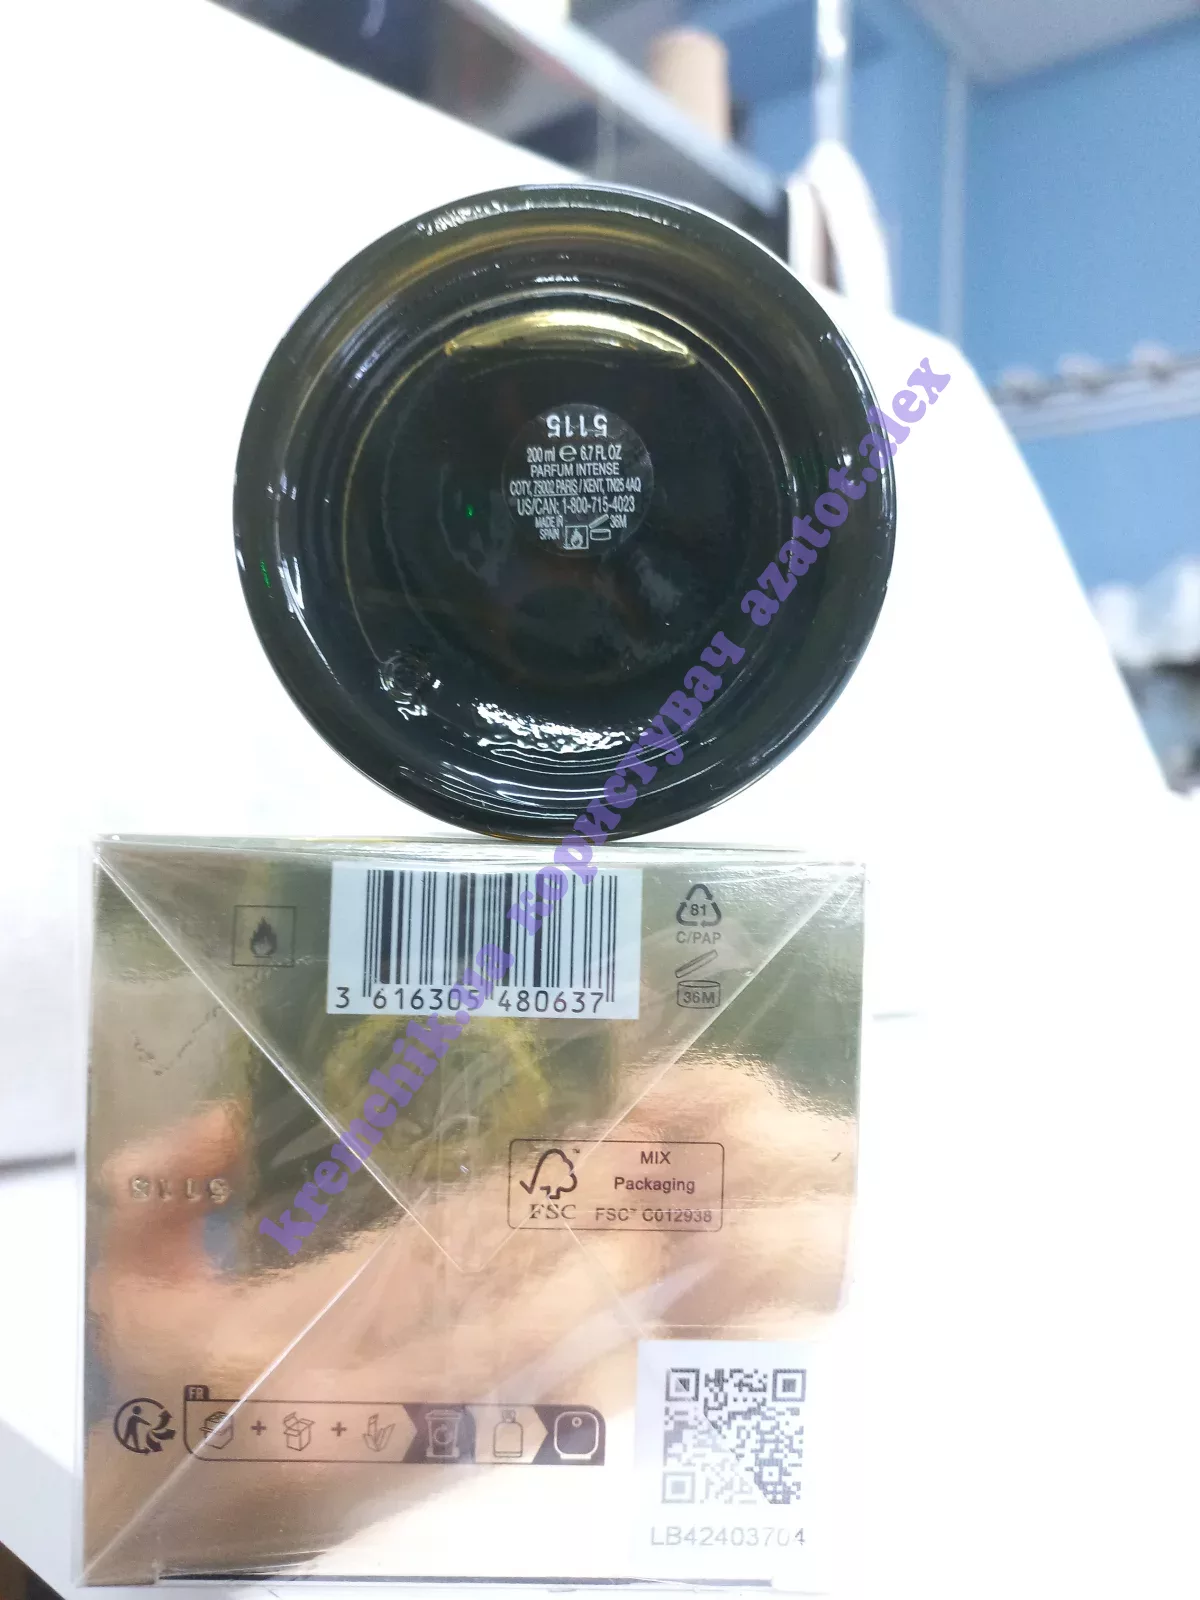 5115
200 ml e 6.7 FL OZ
PARFUM INTENSE
COTY, 75002 PARIS / KENT, TN25 4AQ
US/CAN: 1-800-715-4023
MADE IN
SPAIN
36M
3 616305 480637
81
C/PAP
36M
MIX
Packaging
FSC™ C012938
FSC
5118
FR
LB42403704
kremchik.ua користувач azatot.alex